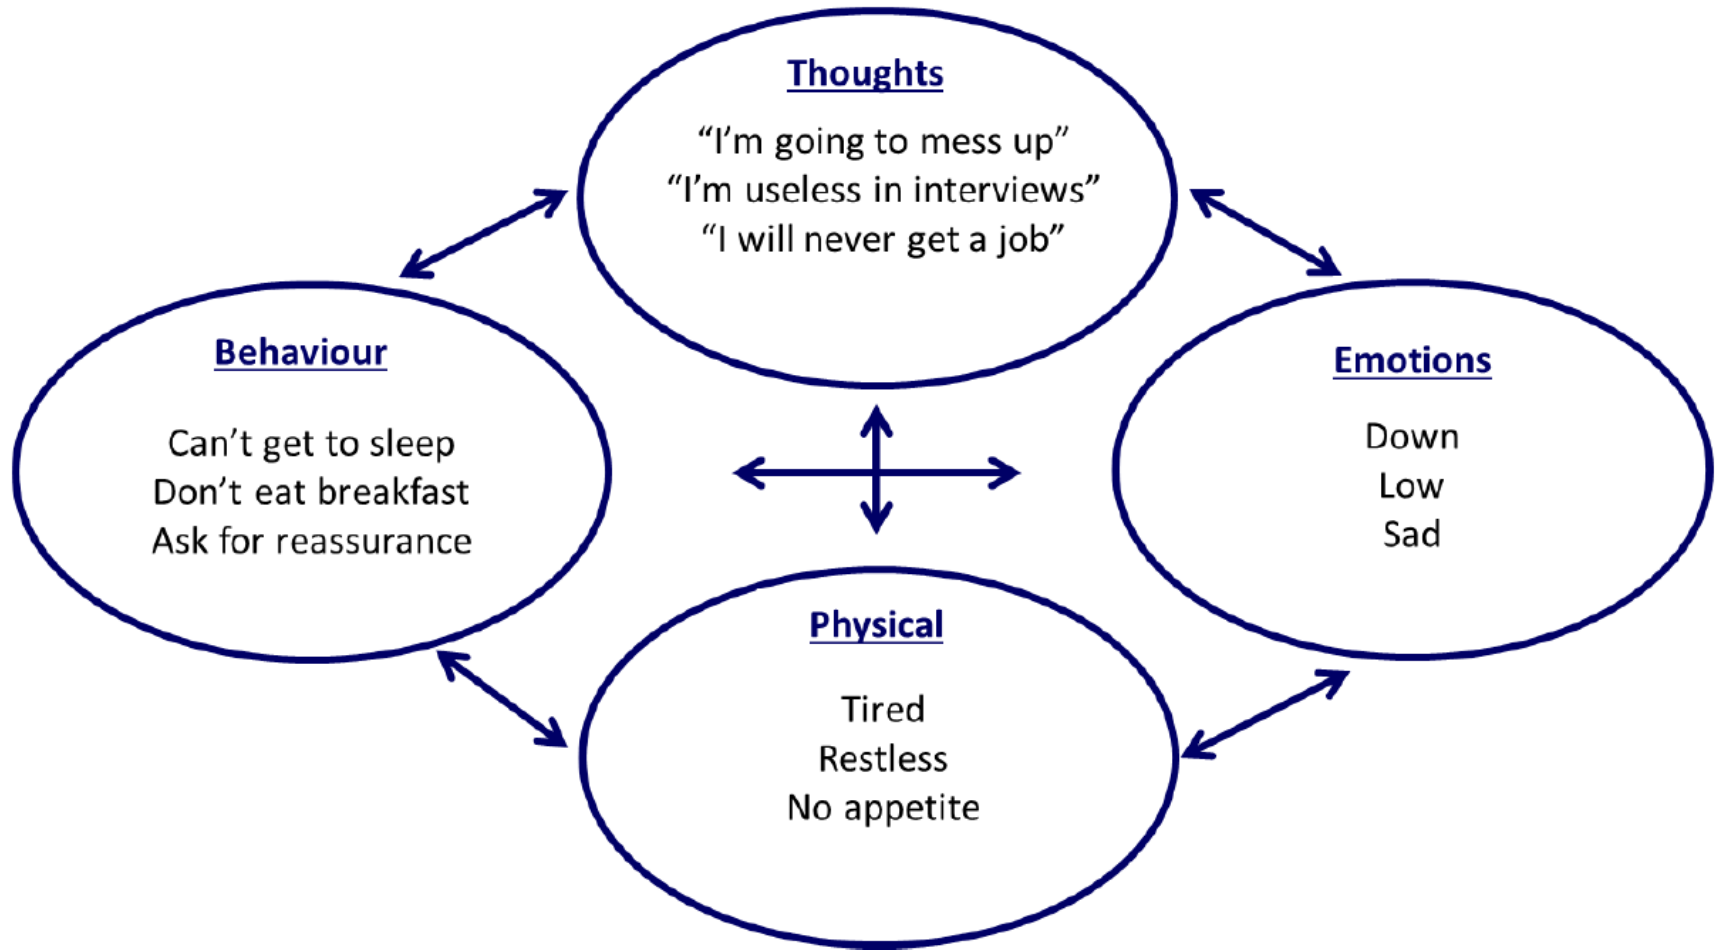 Thoughts
“I’m going to mess up”
“I’m useless in interviews”
“I will never get a job”
Behaviour
Can’t get to sleep
Don’t eat breakfast
Ask for reassurance
Emotions
Down
Low
Sad
Physical
Tired
Restless
No appetite